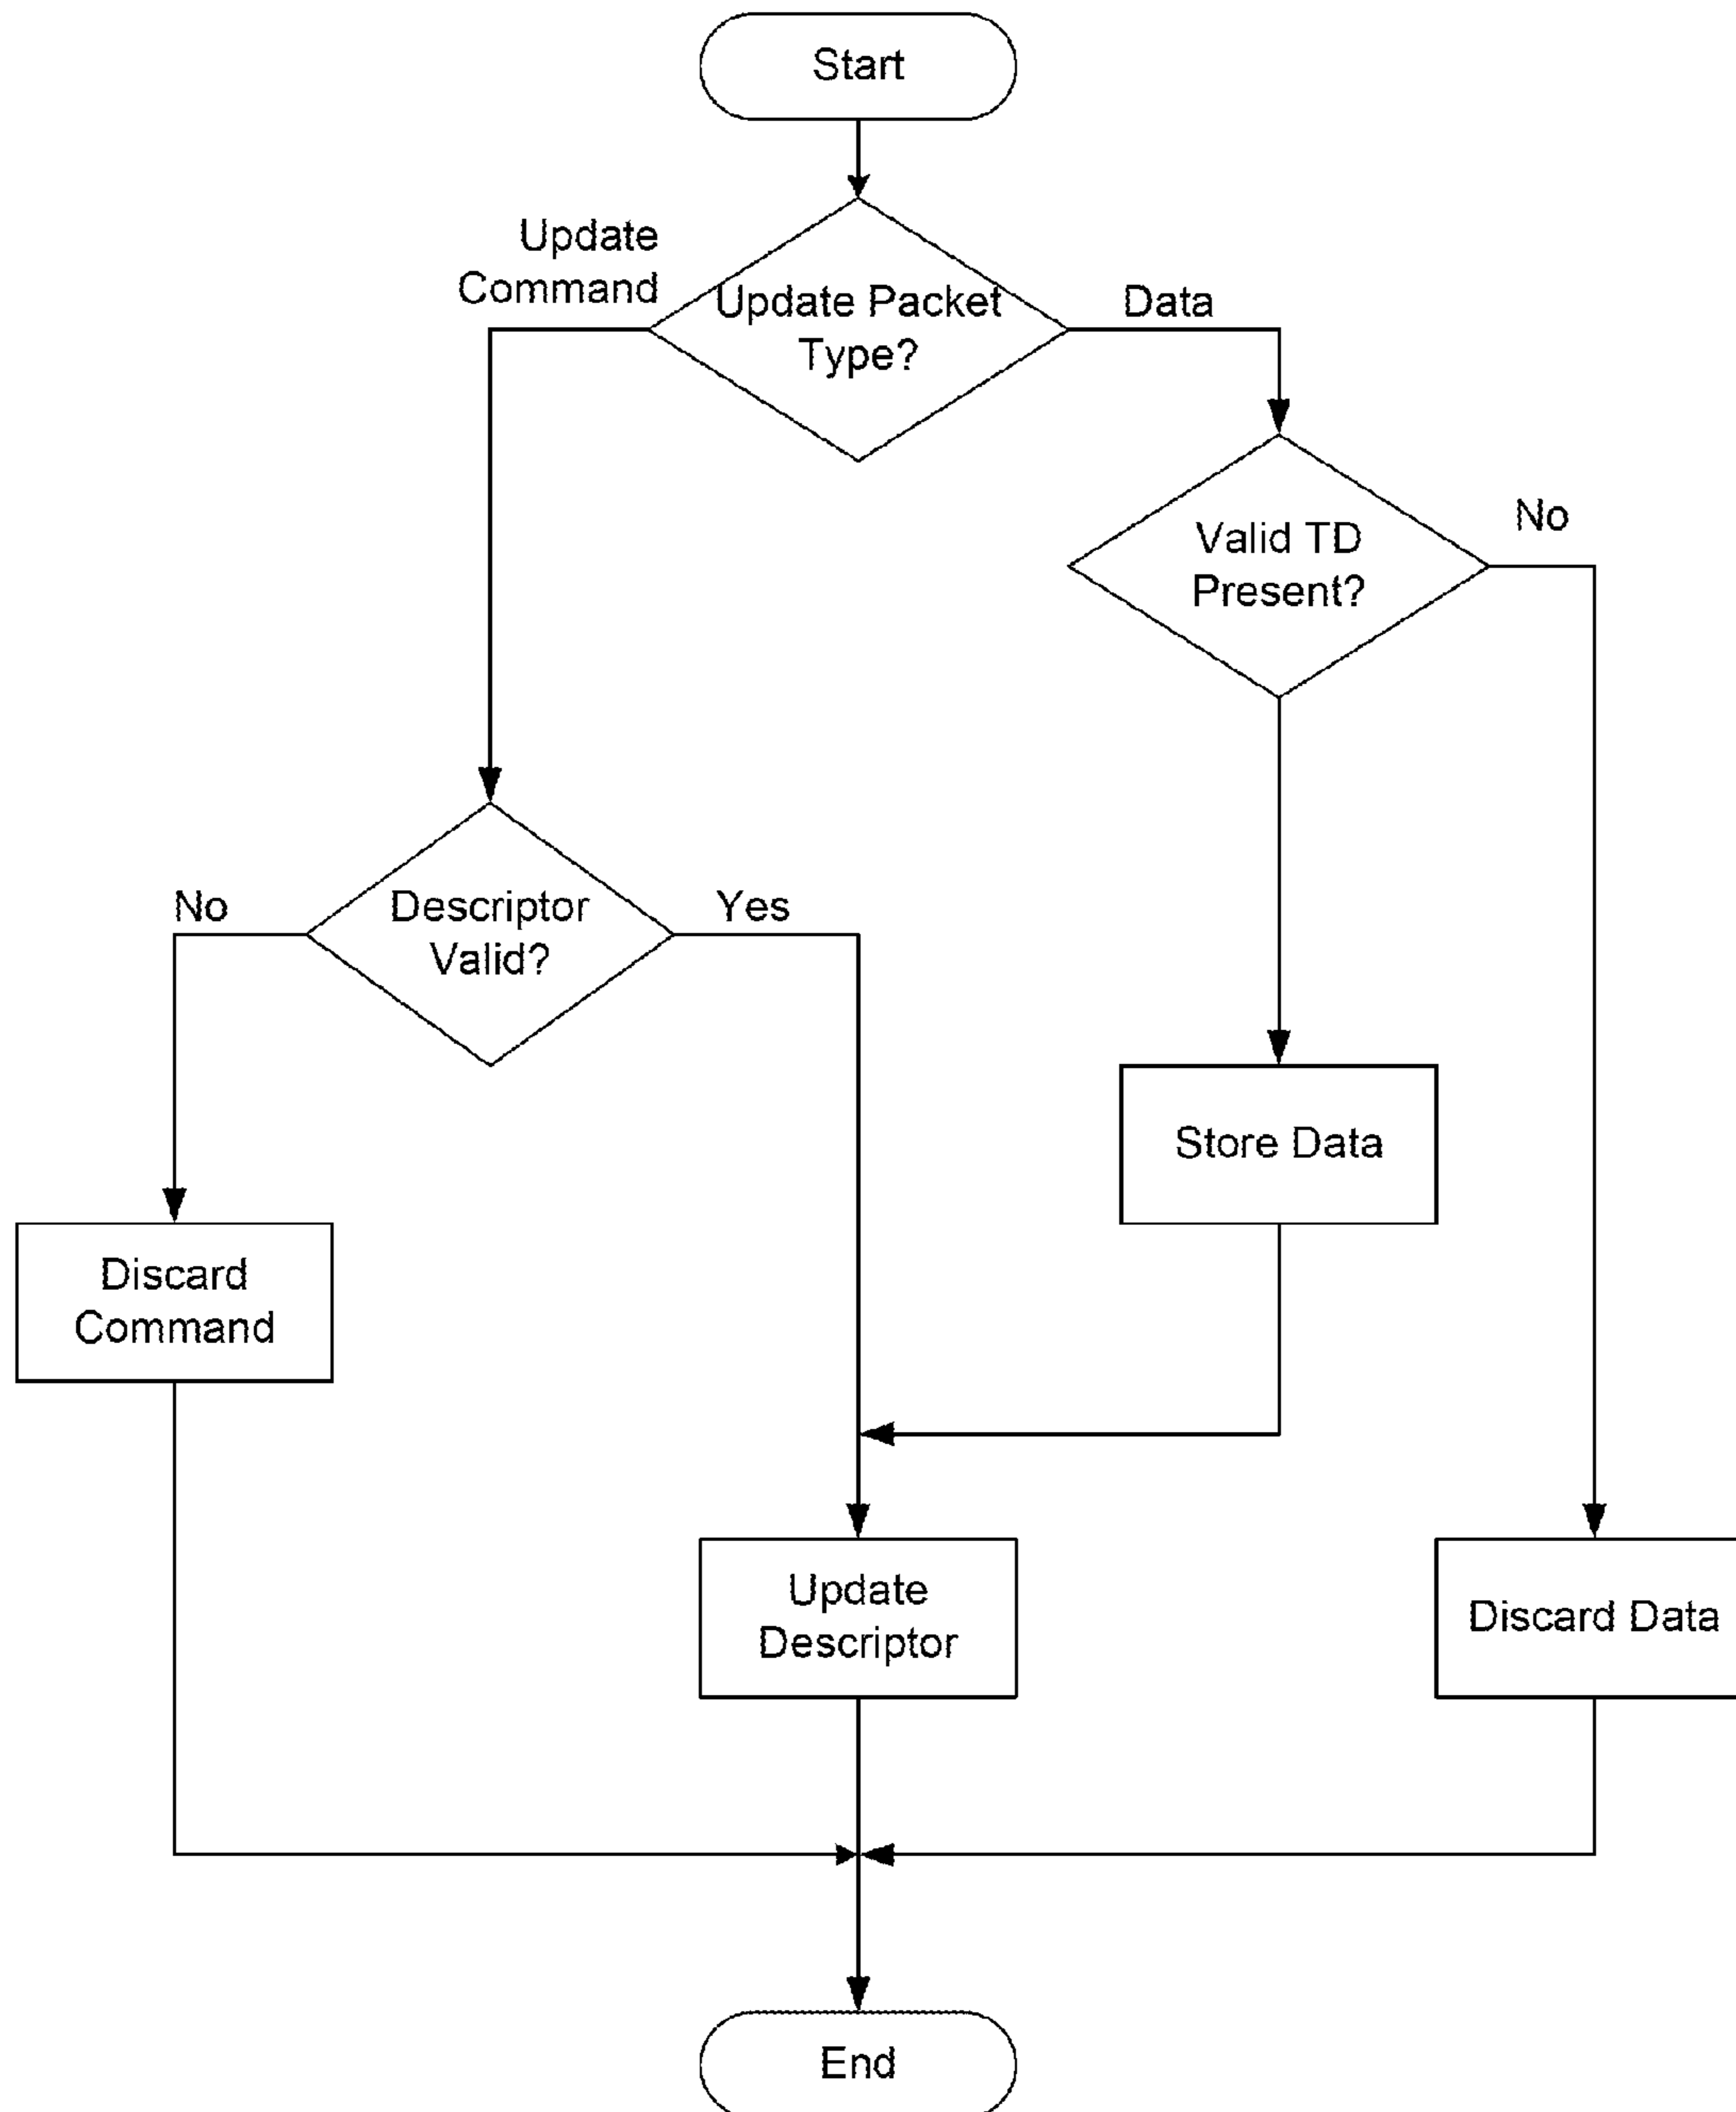 Start
Update
Command
Update Packet
Type?
Data
Valid TD
Present?
No
No
Descriptor
Valid?
Yes
Store Data
Discard
Command
Update
Descriptor
Discard Data
End